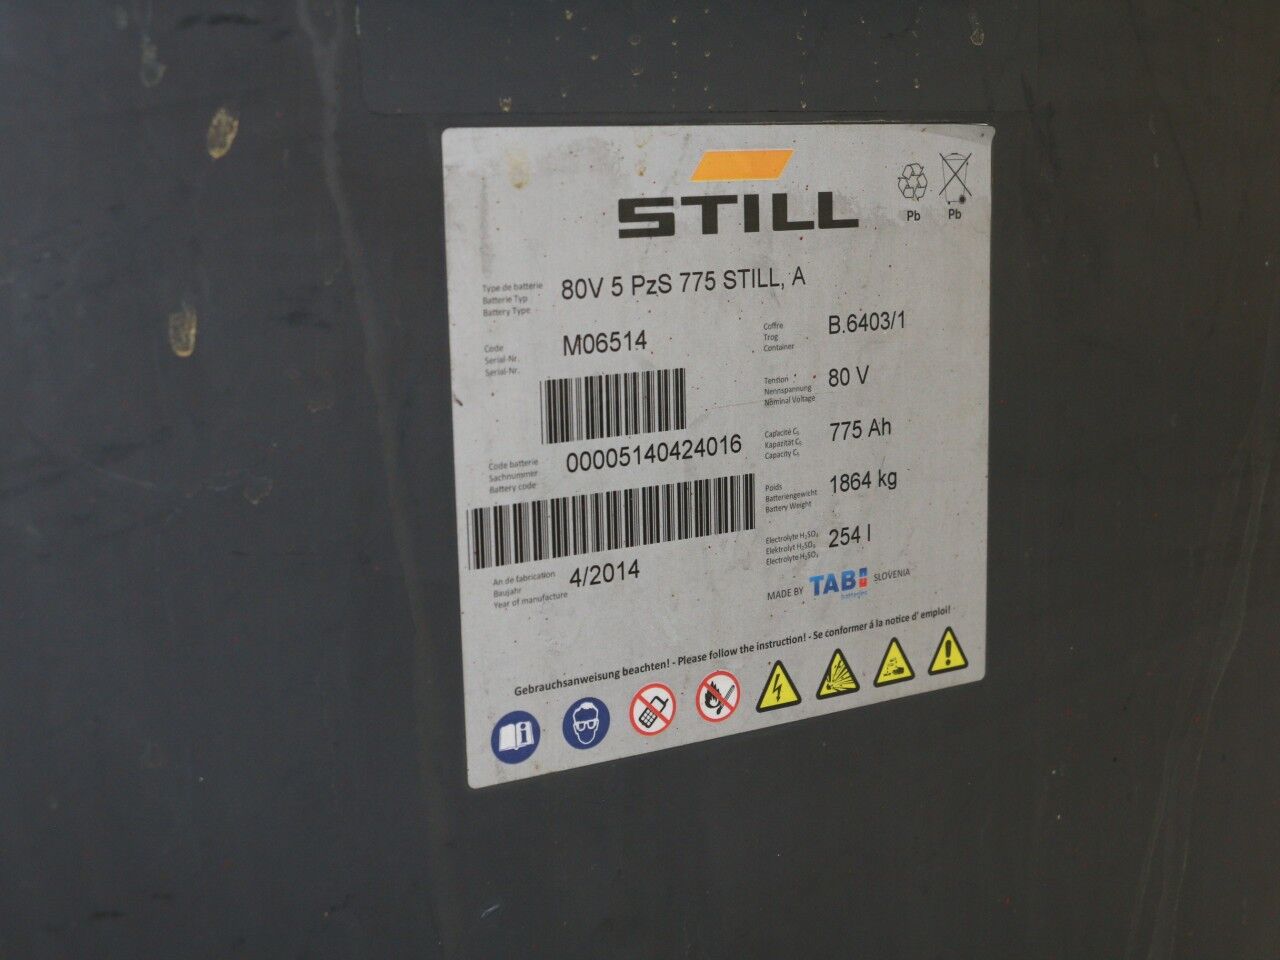 STILL
Pb Pb
Type de batterie
Batterie Typ
Battery Type
80V 5 PzS 775 STILL, A
Code
Serial-Nr.
Serial-Nr.
M06514
Coffre
Trog
Container
B.6403/1
Tention
Nennspannung
Nominal Voltage
80 V
Code batterie
Sachnummer
Battery code
00005140424016
Capacité C₅
Kapazität C₅
Capacity C₅
775 Ah
Poids
Batteriengewicht
Battery Weight
1864 kg
Electrolyte H₂SO₄
Elektrolyt H₂SO₄
Electrolyte H₂SO₄
254 l
An de fabrication
Baujahr
Year of manufacture
4/2014
MADE BY TAB batteries SLOVENIA
Gebrauchsanweisung beachten! - Please follow the instruction! - Se conformer á la notice d' emploi!